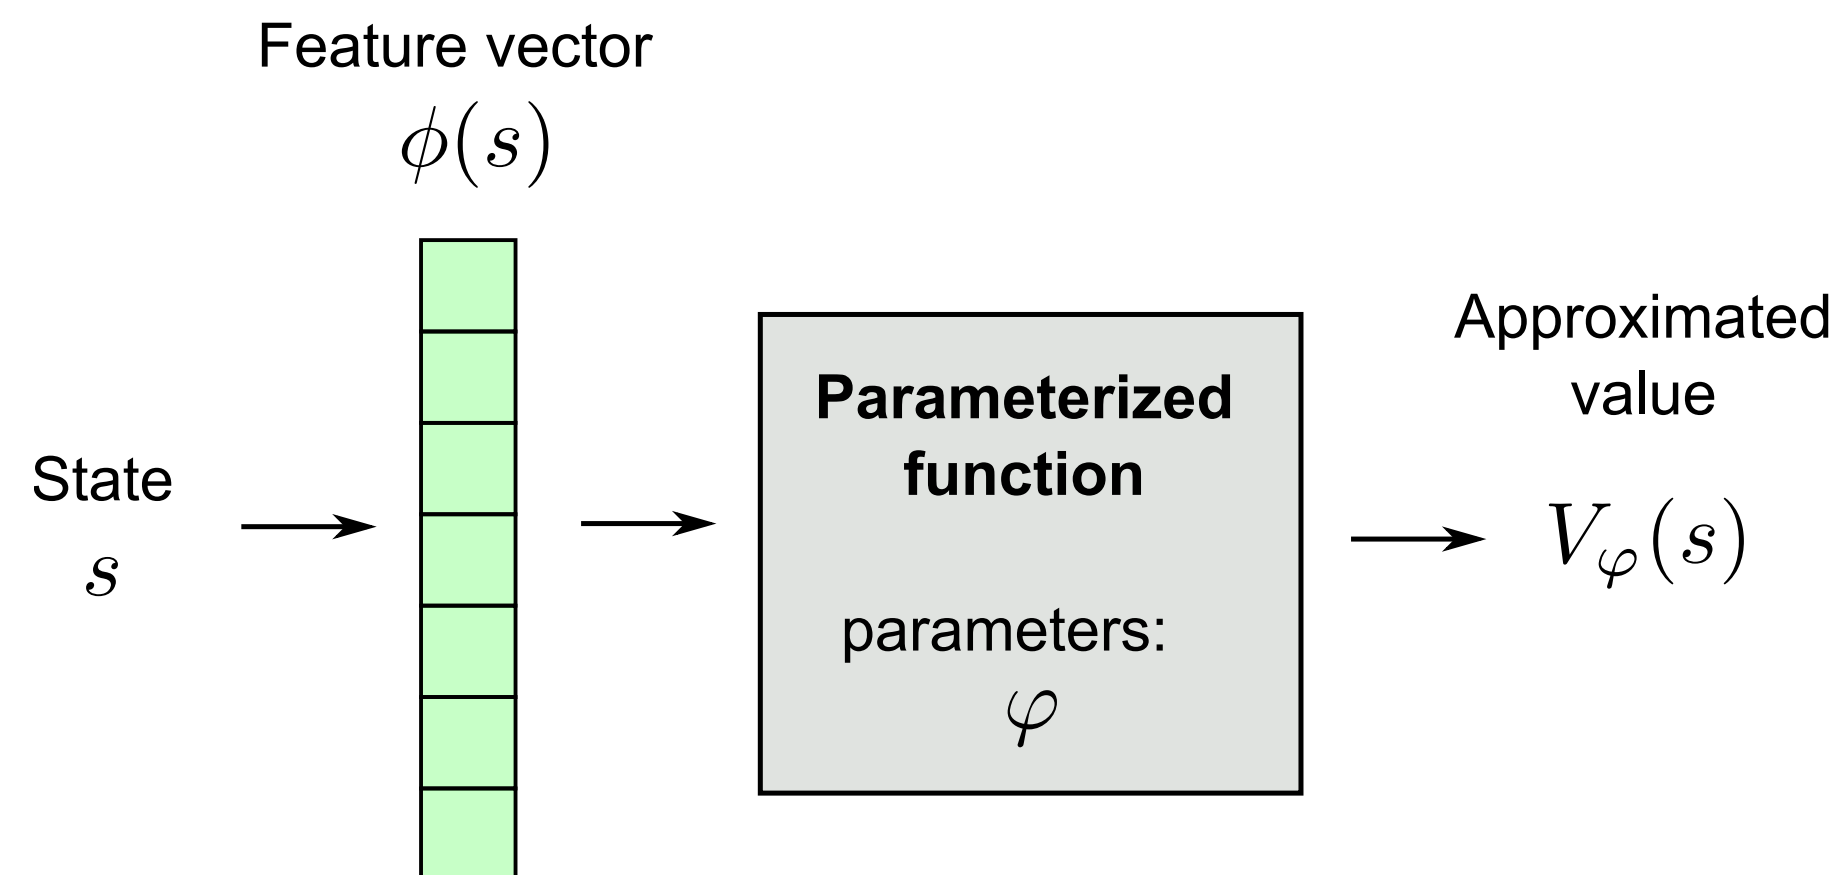 Feature vector
ϕ(s)
State
s
Parameterized
function
parameters:
φ
Approximated
value
V_φ(s)